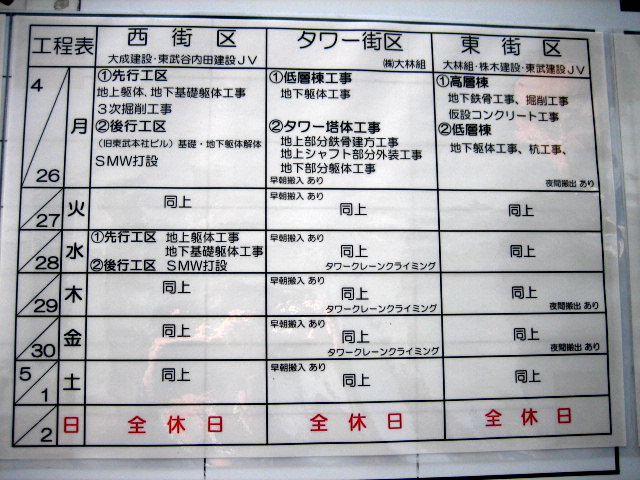 工程表
西街区
大成建設・東武谷内田建設ＪＶ
タワー街区
㈱大林組
東街区
大林組・株木建設・東武建設ＪＶ
4/26 月
①先行工区
地上躯体、地下基礎躯体工事
３次掘削工事
②後行工区
（旧東武本社ビル）基礎・地下躯体解体
ＳＭＷ打設
①低層棟工事
地下躯体工事
②タワー塔体工事
地上部分鉄骨建方工事
地上シャフト部分外装工事
地下部分躯体工事
早朝搬入 あり
①高層棟
地下鉄骨工事、掘削工事
仮設コンクリート工事
②低層棟
地下躯体工事、杭工事、
夜間搬出 あり
27 火
同上
早朝搬入 あり
同上
同上
28 水
①先行工区 地上躯体工事
地下基礎躯体工事
②後行工区 ＳＭＷ打設
早朝搬入 あり
同上
タワークレーンクライミング
同上
29 木
同上
早朝搬入 あり
同上
タワークレーンクライミング
同上
夜間搬出 あり
30 金
同上
早朝搬入 あり
同上
タワークレーンクライミング
同上
夜間搬出 あり
5/1 土
同上
早朝搬入 あり
同上
同上
2 日
全休日
全休日
全休日